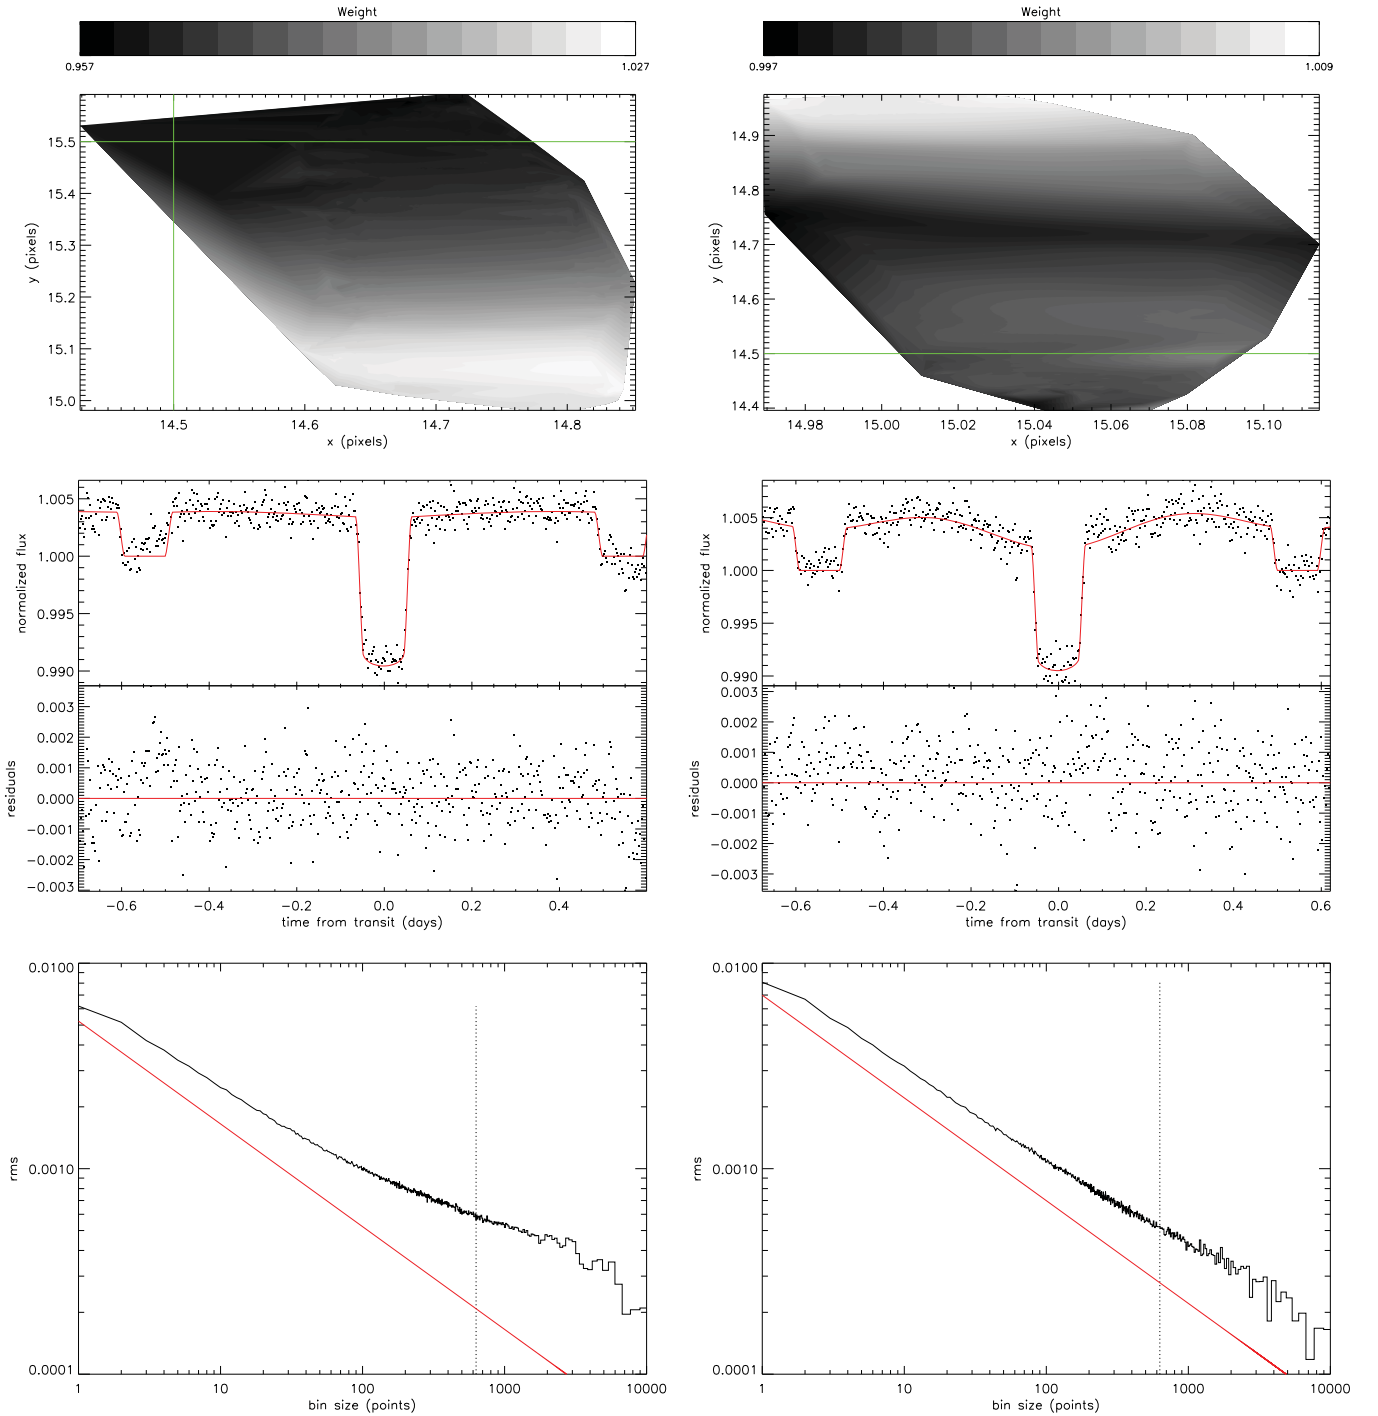 Weight
0.957 1.027
15.5
15.4
15.3
15.2
15.1
15.0
y (pixels)
14.5 14.6 14.7 14.8
x (pixels)
Weight
0.997 1.009
14.9
14.8
14.7
14.6
14.5
14.4
y (pixels)
14.98 15.00 15.02 15.04 15.06 15.08 15.10
x (pixels)
1.005
1.000
0.995
0.990
normalized flux
0.003
0.002
0.001
0.000
−0.001
−0.002
−0.003
residuals
−0.6 −0.4 −0.2 0.0 0.2 0.4
time from transit (days)
1.005
1.000
0.995
0.990
normalized flux
0.003
0.002
0.001
0.000
−0.001
−0.002
−0.003
residuals
−0.6 −0.4 −0.2 0.0 0.2 0.4 0.6
time from transit (days)
0.0100
0.0010
0.0001
rms
1 10 100 1000 10000
bin size (points)
0.0100
0.0010
0.0001
rms
1 10 100 1000 10000
bin size (points)